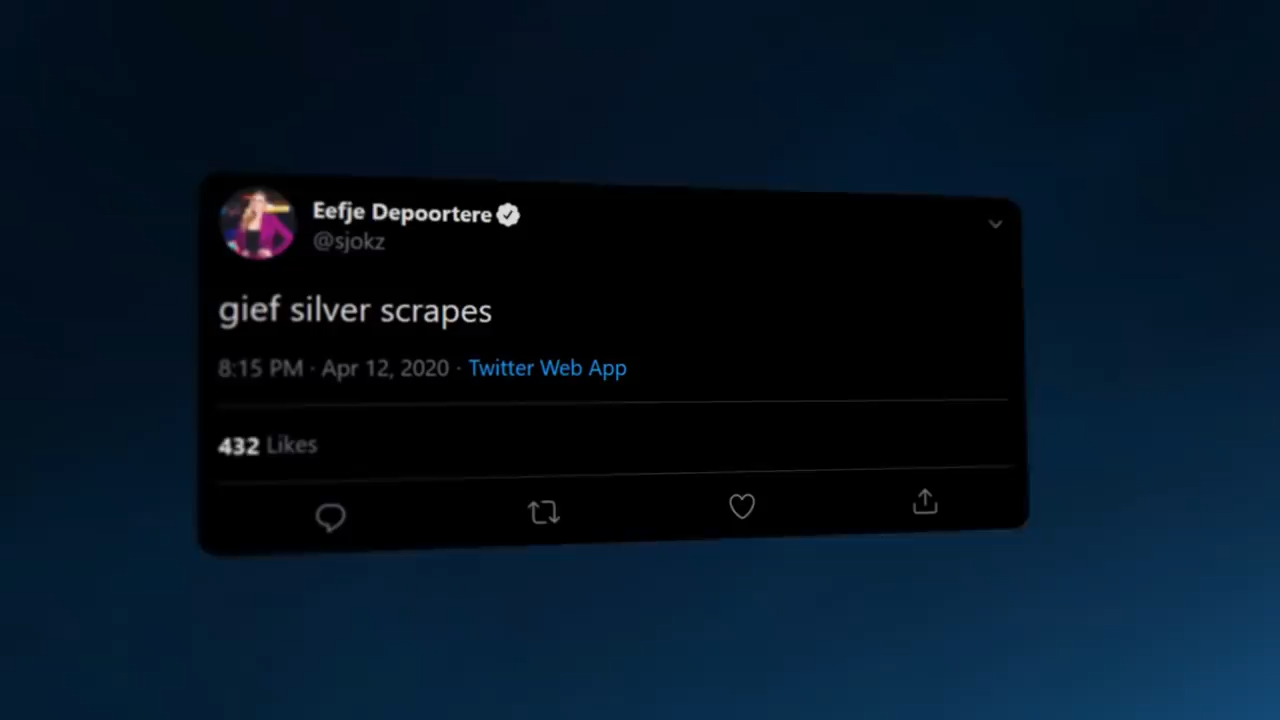 Eefje Depoortere
@sjokz
gief silver scrapes
8:15 PM · Apr 12, 2020 · Twitter Web App
432 Likes